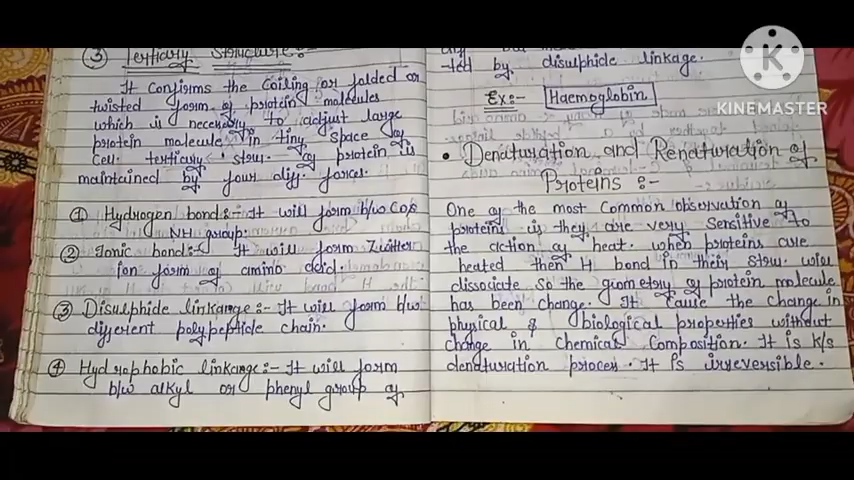 ③ Tertiary Structure:-
It confirms the coiling or folded or
twisted form of protein molecules
which is necessary to adjust large
protein molecule in tiny space of
cell. tertiary strw. of protein is
maintained by four diff. forces.
① Hydrogen bond:- It will form b/w CO &
NH group.
② Ionic bond:- It will form Zwitter
ion form of amino acid.
③ Disulphide linkange:- It will form b/w
different polypeptide chain.
④ Hydrophobic linkange:- It will form
b/w alkyl or phenyl group of
-ted by disulphide linkage.
Ex:- Haemoglobin
• Denaturation and Renaturation of
Proteins :-
One of the most common observation of
proteins is they are very sensitive to
the action of heat. when proteins are
heated then H bond in their strw. will
dissociate so the giometory of protein molecule
has been change. It cause the change in
physical & biological properties without
change in chemical composition. It is k/s
denaturation process. It is irreversible.
K
KINEMASTER